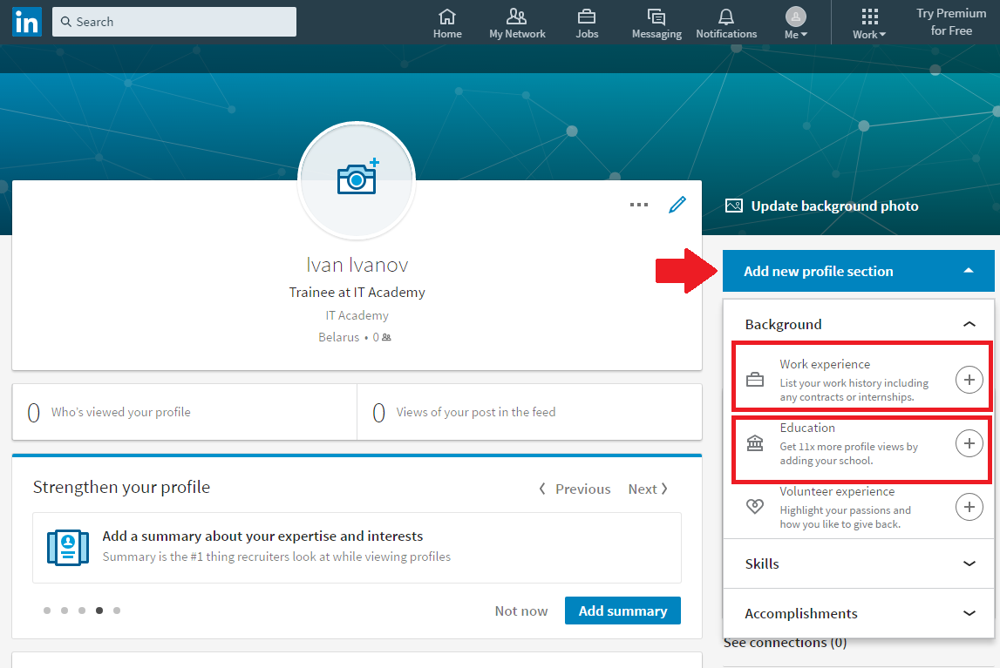 in
Search
Home
My Network
Jobs
Messaging
Notifications
Me
Work
Try Premium
for Free
Update background photo
Ivan Ivanov
Trainee at IT Academy
IT Academy
Belarus • 0
0 Who's viewed your profile
0 Views of your post in the feed
Strengthen your profile
Previous Next
Add a summary about your expertise and interests
Summary is the #1 thing recruiters look at while viewing profiles
Not now Add summary
Add new profile section
Background
Work experience
List your work history including
any contracts or internships.
Education
Get 11x more profile views by
adding your school.
Volunteer experience
Highlight your passions and
how you like to give back.
Skills
Accomplishments
See connections (0)